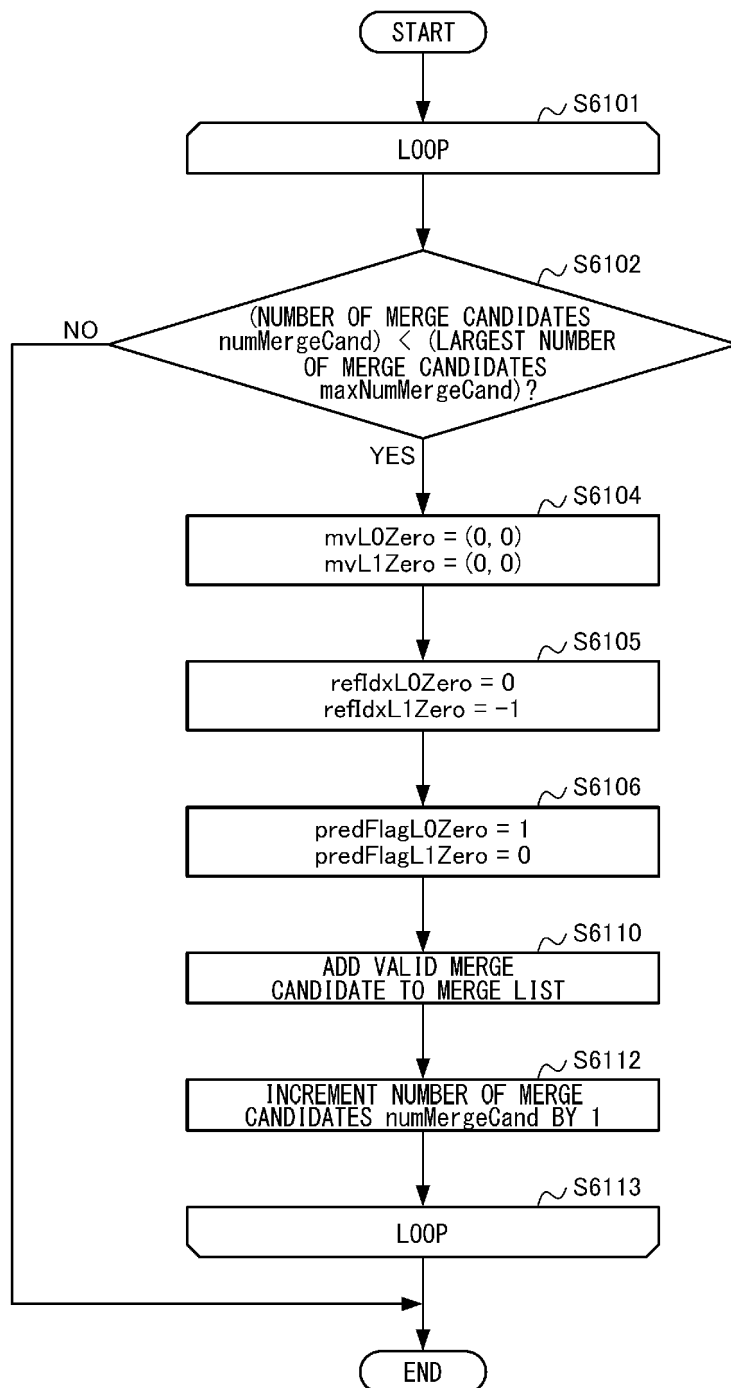 START
S6101
LOOP
S6102
(NUMBER OF MERGE CANDIDATES
numMergeCand) < (LARGEST NUMBER
OF MERGE CANDIDATES
maxNumMergeCand)?
NO
YES
S6104
mvL0Zero = (0, 0)
mvL1Zero = (0, 0)
S6105
refIdxL0Zero = 0
refIdxL1Zero = -1
S6106
predFlagL0Zero = 1
predFlagL1Zero = 0
S6110
ADD VALID MERGE
CANDIDATE TO MERGE LIST
S6112
INCREMENT NUMBER OF MERGE
CANDIDATES numMergeCand BY 1
S6113
LOOP
END